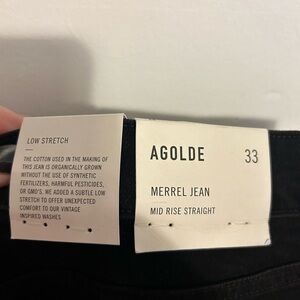 LOW STRETCH
THE COTTON USED IN THE MAKING OF
THIS JEAN IS ORGANICALLY GROWN
WITHOUT THE USE OF SYNTHETIC
FERTILIZERS, HARMFUL PESTICIDES,
OR GMO'S. WE ADDED A SUBTLE LOW
STRETCH TO OFFER UNEXPECTED
COMFORT TO OUR VINTAGE
INSPIRED WASHES
AGOLDE 33
MERREL JEAN
MID RISE STRAIGHT